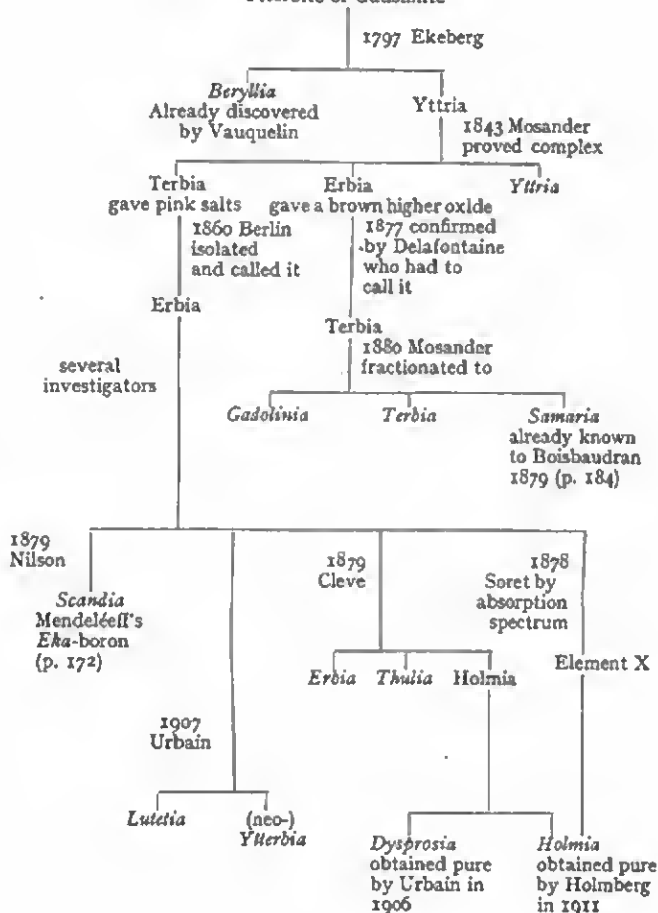 1797 Ekeberg
Beryllia
Already discovered
by Vauquelin
Yttria
1843 Mosander
proved complex
Terbia
gave pink salts
Erbia
gave a brown higher oxide
Yttria
1860 Berlin
isolated
and called it
1877 confirmed
by Delafontaine
who had to
call it
Erbia
Terbia
several
investigators
1880 Mosander
fractionated to
Gadolinia
Terbia
Samaria
already known
to Boisbaudran
1879 (p. 184)
1879
Nilson
1879
Cleve
1878
Soret by
absorption
spectrum
Scandia
Mendeléeff's
Eka-boron
(p. 172)
Erbia
Thulia
Holmia
Element X
1907
Urbain
Lutetia
(neo-)
Ytterbia
Dysprosia
obtained pure
by Urbain in
1906
Holmia
obtained pure
by Holmberg
in 1911